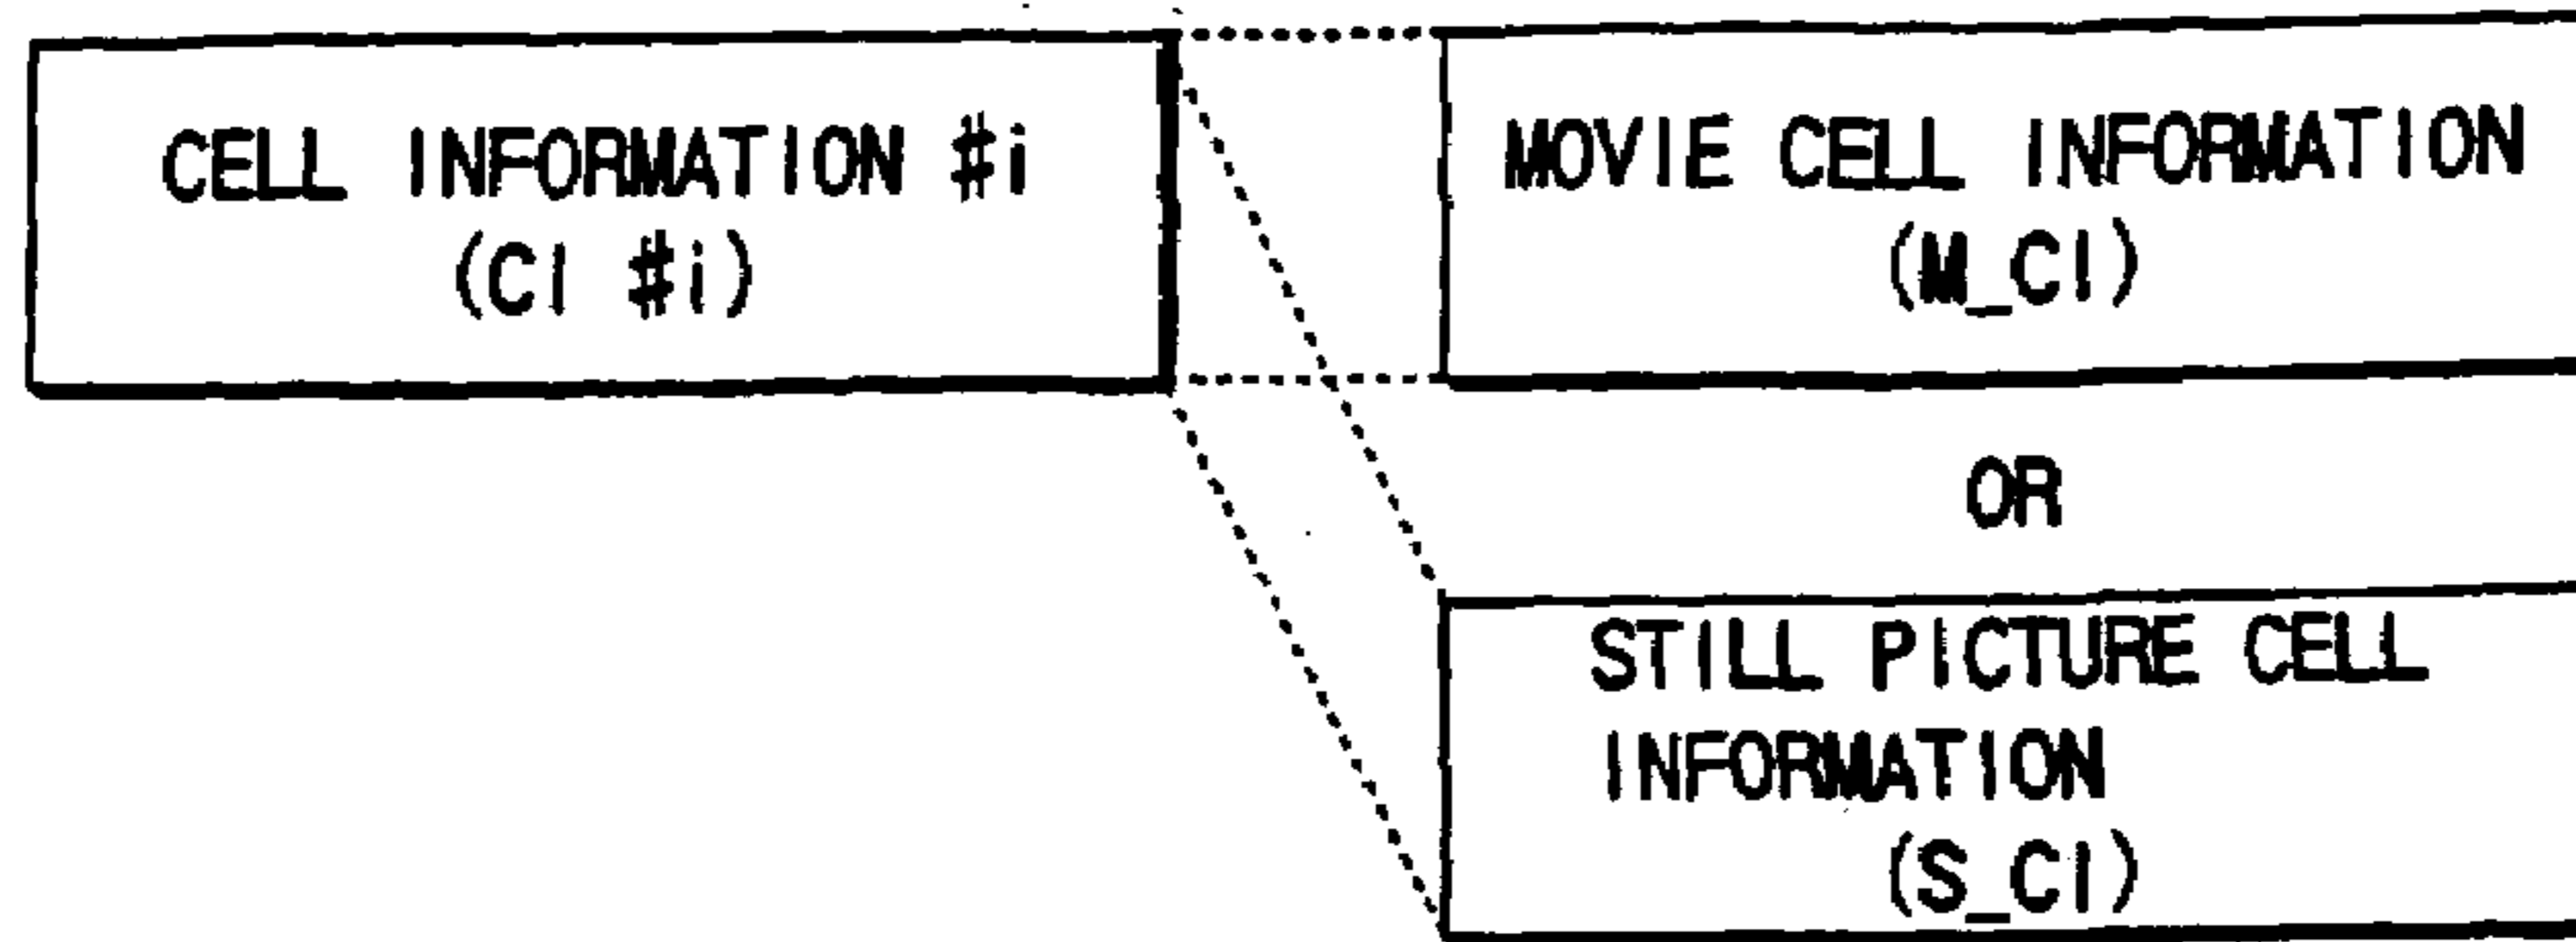 CELL INFORMATION #i
(CI #i)
MOVIE CELL INFORMATION
(M_CI)
OR
STILL PICTURE CELL
INFORMATION
(S_CI)